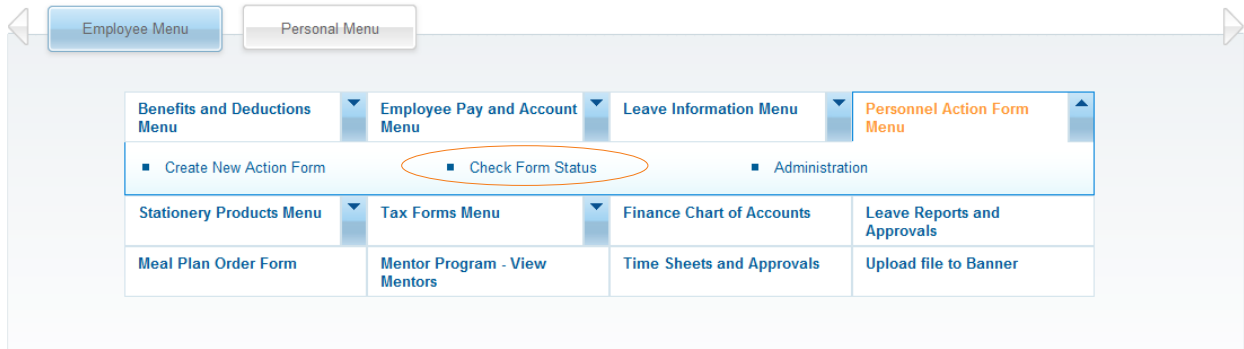 Employee Menu
Personal Menu
Benefits and Deductions
Menu
Employee Pay and Account
Menu
Leave Information Menu
Personnel Action Form
Menu
Create New Action Form
Check Form Status
Administration
Stationery Products Menu
Tax Forms Menu
Finance Chart of Accounts
Leave Reports and
Approvals
Meal Plan Order Form
Mentor Program - View
Mentors
Time Sheets and Approvals
Upload file to Banner